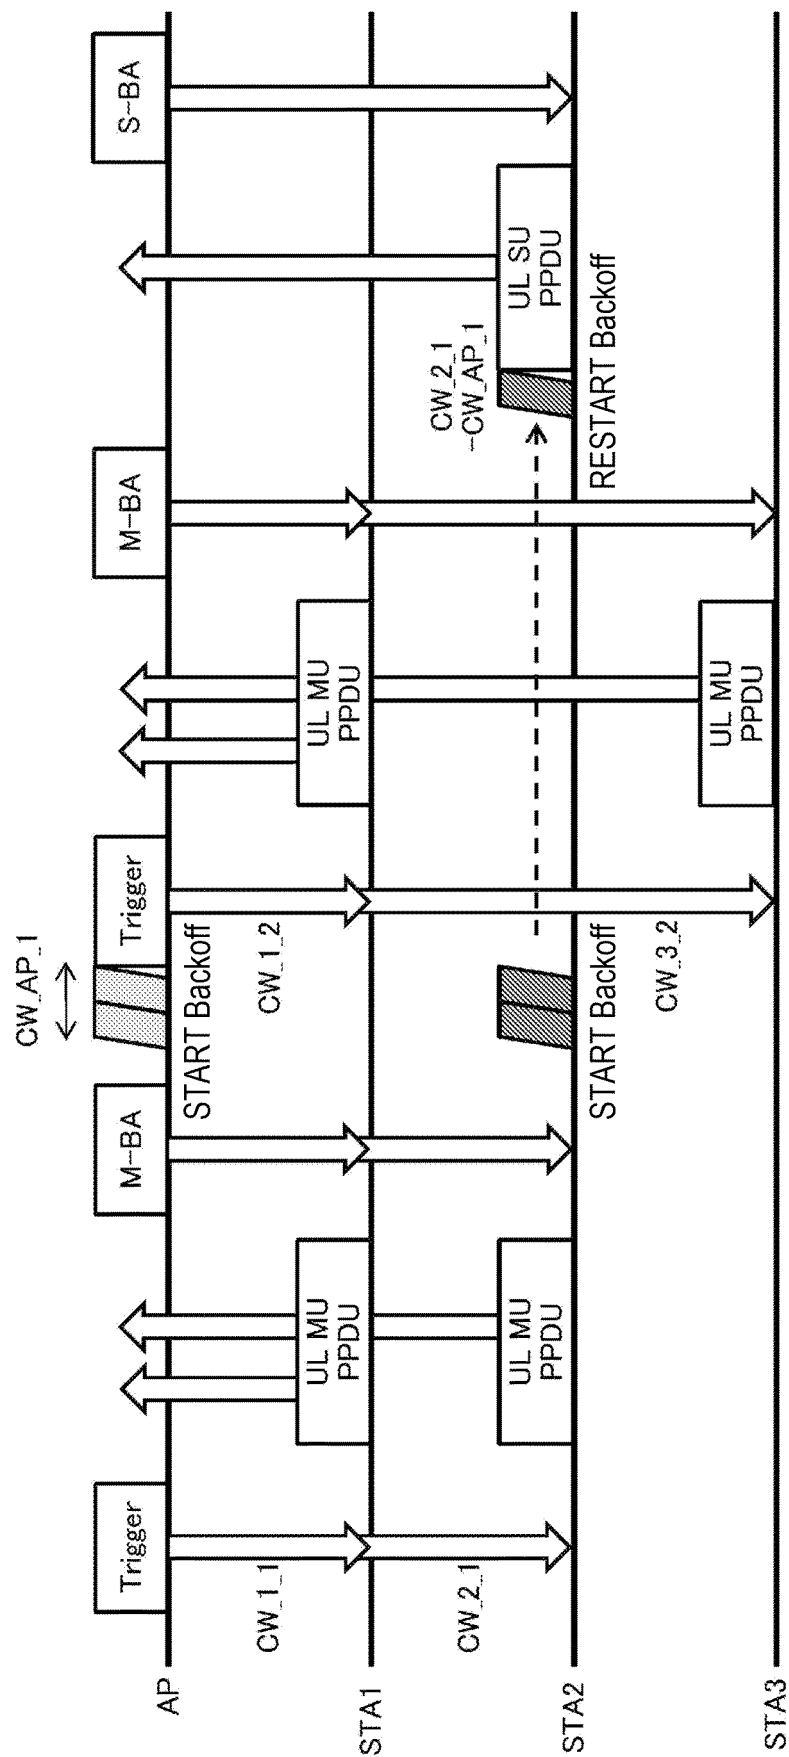 AP
Trigger
M-BA
CW_AP_1
Trigger
M-BA
S-BA
CW_1_1
START Backoff
CW_1_2
STA1
UL MU
PPDU
UL MU
PPDU
CW_2_1
CW_2_1
-CW_AP_1
STA2
UL MU
PPDU
UL SU
PPDU
START Backoff
CW_3_2
RESTART Backoff
STA3
UL MU
PPDU